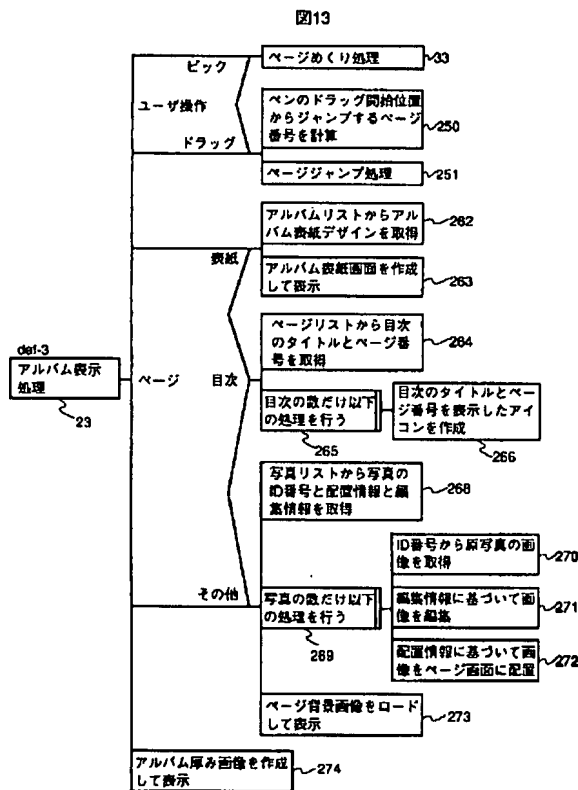 図13
ピック
ページめくり処理
33
ユーザ操作
ペンのドラッグ開始位置
からジャンプするページ
番号を計算
250
ドラッグ
ページジャンプ処理
251
アルバムリストからアル
バム表紙デザインを取得
262
表紙
アルバム表紙画面を作成
して表示
263
ページリストから目次
のタイトルとページ番
号を取得
264
def-3
アルバム表示
処理
23
ページ
目次
目次の数だけ以下
の処理を行う
265
目次のタイトルとペー
ジ番号を表示したアイ
コンを作成
266
写真リストから写真の
ID番号と配置情報と編
集情報を取得
268
ID番号から原写真の画
像を取得
270
その他
写真の数だけ以下
の処理を行う
269
編集情報に基づいて画
像を編集
271
配置情報に基づいて画
像をページ画面に配置
272
ページ背景画像をロード
して表示
273
アルバム厚み画像を作成
して表示
274